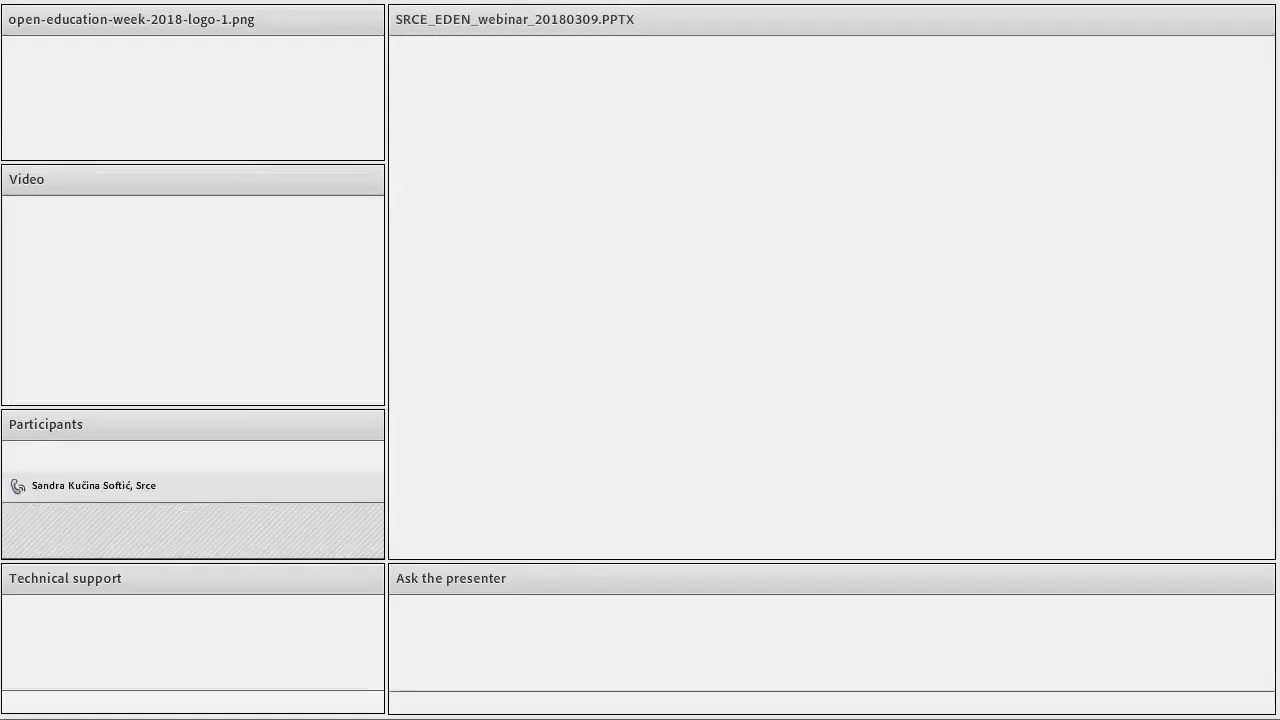 open-education-week-2018-logo-1.png
SRCE_EDEN_webinar_20180309.PPTX
Video
Participants
Sandra Kučina Softić, Srce
Technical support
Ask the presenter